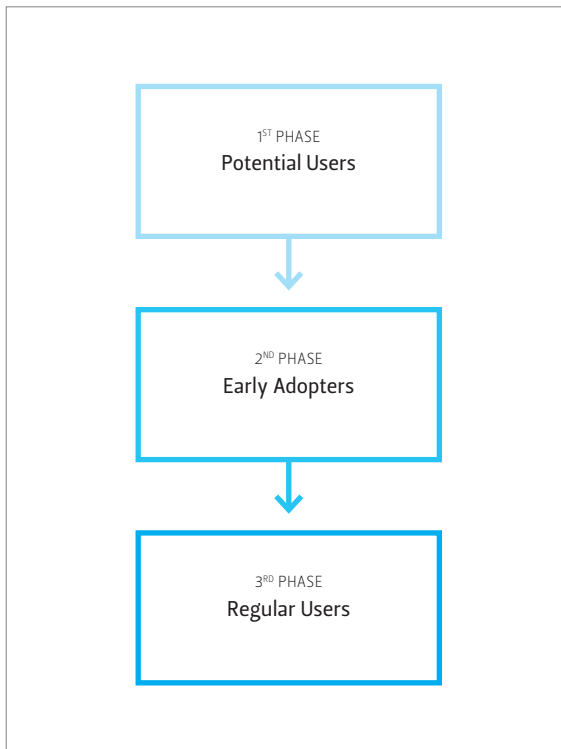 1ST PHASE
Potential Users
2ND PHASE
Early Adopters
3RD PHASE
Regular Users